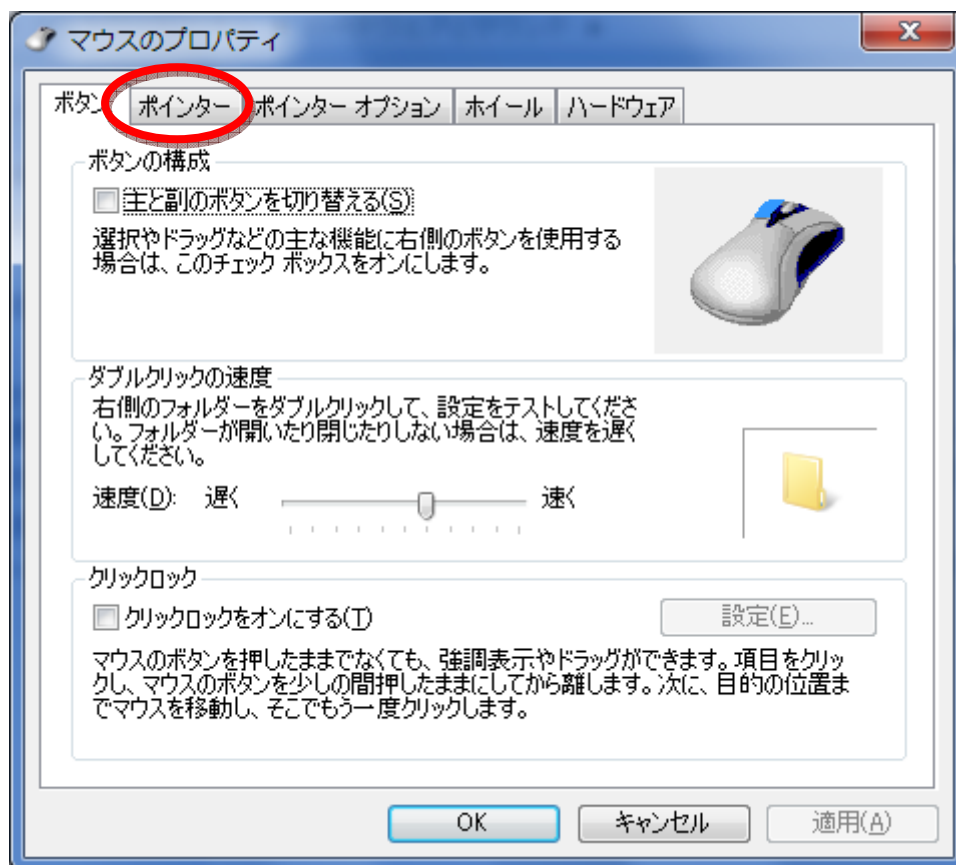 マウスのプロパティ
ボタン ポインター ポインター オプション ホイール ハードウェア
ボタンの構成
主と副のボタンを切り替える(S)
選択やドラッグなどの主な機能に右側のボタンを使用する
場合は、このチェック ボックスをオンにします。
ダブルクリックの速度
右側のフォルダーをダブルクリックして、設定をテストしてくださ
い。フォルダーが開いたり閉じたりしない場合は、速度を遅く
してください。
速度(D): 遅く 速く
クリックロック
クリックロックをオンにする(T) 設定(E)...
マウスのボタンを押したままでなくても、強調表示やドラッグができます。項目をクリッ
クし、マウスのボタンを少しの間押したままにしてから離します。次に、目的の位置ま
でマウスを移動し、そこでもう一度クリックします。
OK キャンセル 適用(A)